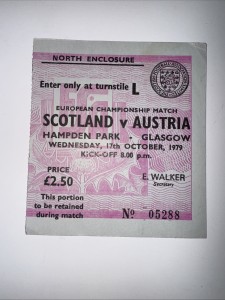 NORTH ENCLOSURE
Enter only at turnstile L
EUROPEAN CHAMPIONSHIP MATCH
SCOTLAND v AUSTRIA
HAMPDEN PARK - GLASGOW
WEDNESDAY, 17th OCTOBER, 1979
KICK-OFF 8.00 p.m.
PRICE
£2.50
E. WALKER
Secretary
This portion
to be retained
during match
No 05288